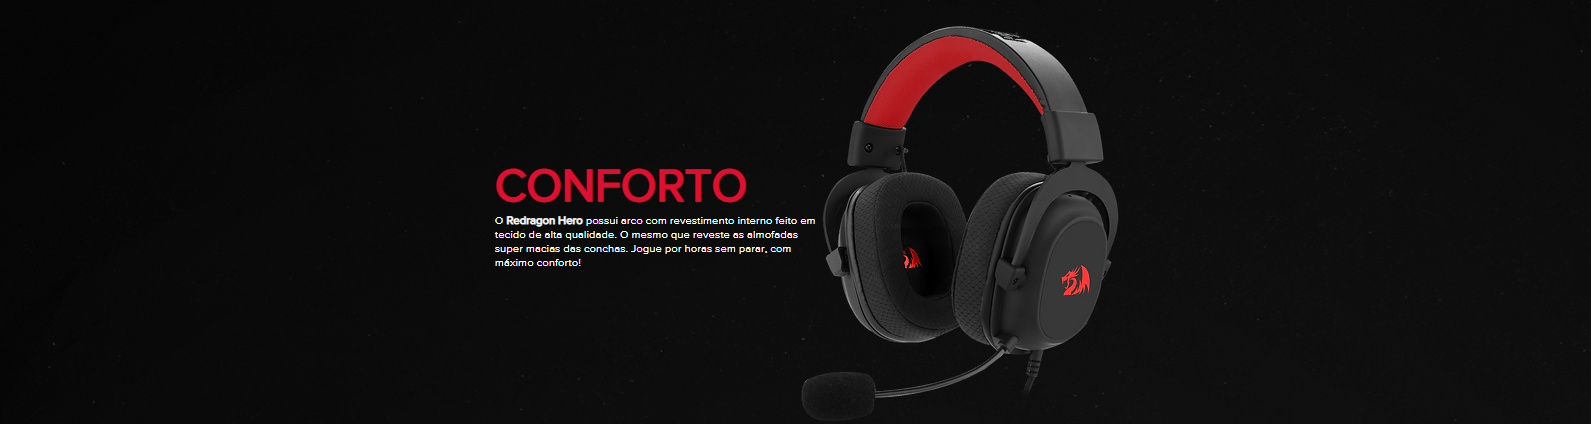 CONFORTO
O Redragon Hero possui arco com revestimento interno feito em
tecido de alta qualidade. O mesmo que reveste as almofadas
super macias das conchas. Jogue por horas sem parar, com
máximo conforto!